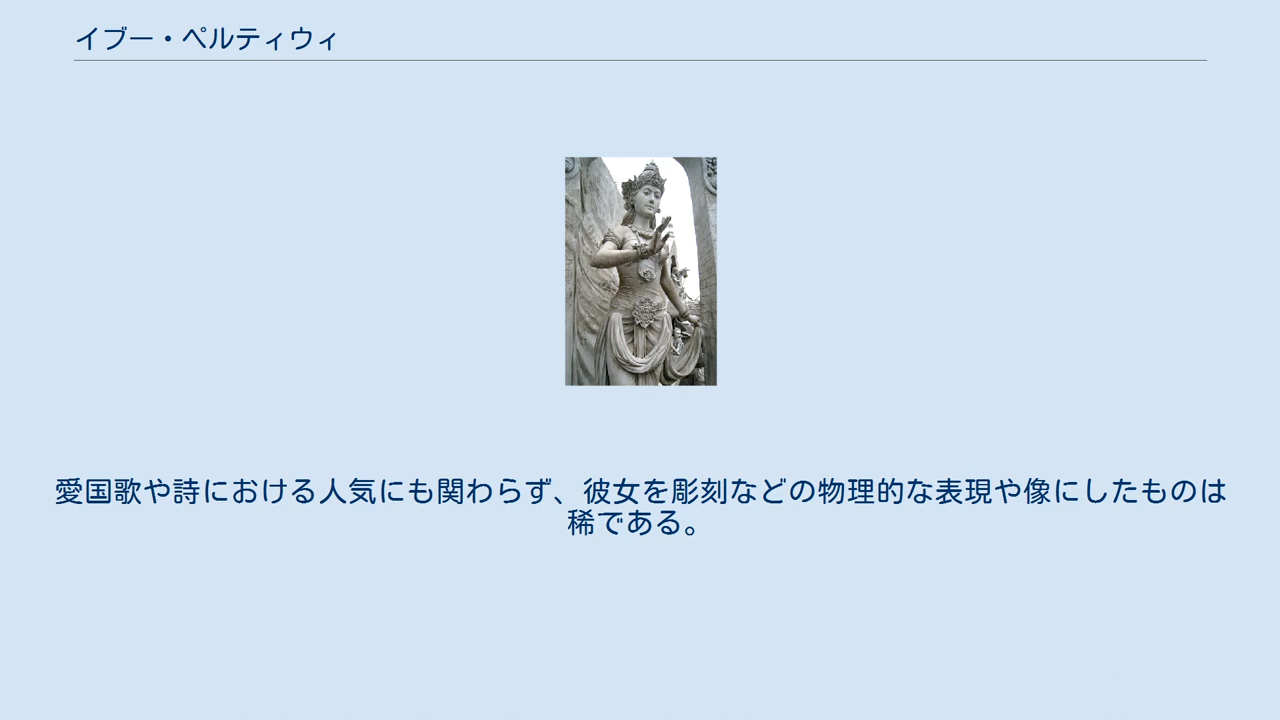 イブー・ペルティウィ
愛国歌や詩における人気にも関わらず、彼女を彫刻などの物理的な表現や像にしたものは
稀である。